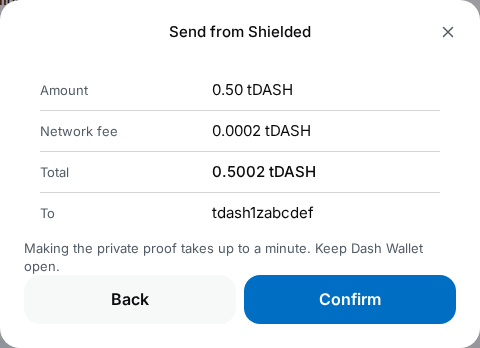 Send from Shielded
Amount 0.50 tDASH
Network fee 0.0002 tDASH
Total 0.5002 tDASH
To tdash1zabcdef
Making the private proof takes up to a minute. Keep Dash Wallet
open.
Back Confirm